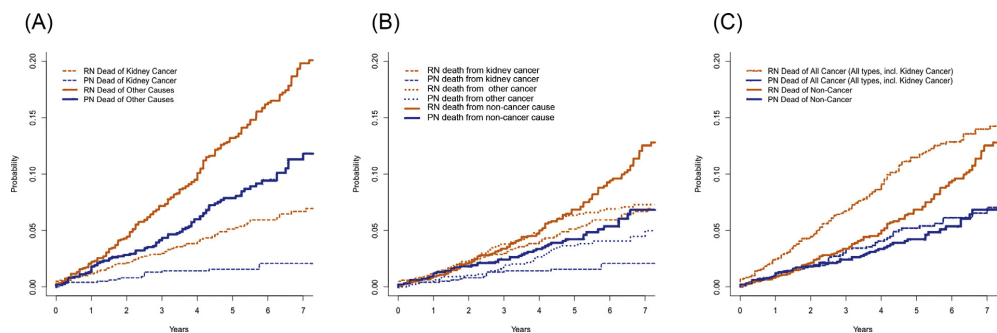 (A)
(B)
(C)
RN Dead of Kidney Cancer
PN Dead of Kidney Cancer
RN Dead of Other Causes
PN Dead of Other Causes
Probability
0.20
0.15
0.10
0.05
0.00
0 1 2 3 4 5 6 7
Years
RN death from kidney cancer
PN death from kidney cancer
RN death from other cancer
PN death from other cancer
RN death from non-cancer cause
PN death from non-cancer cause
Probability
0.20
0.15
0.10
0.05
0.00
0 1 2 3 4 5 6 7
Years
RN Dead of All Cancer (All types, incl. Kidney Cancer)
PN Dead of All Cancer (All types, incl. Kidney Cancer)
RN Dead of Non-Cancer
PN Dead of Non-Cancer
Probability
0.20
0.15
0.10
0.05
0.00
0 1 2 3 4 5 6 7
Years